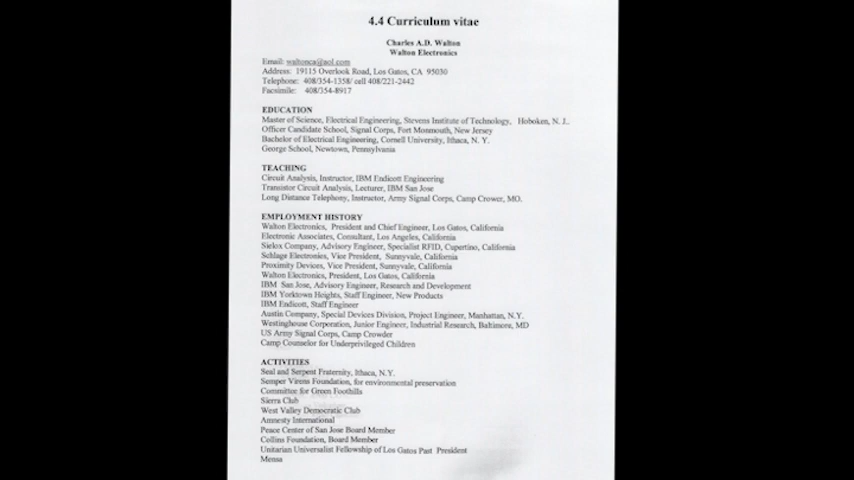 4.4 Curriculum vitae
Charles A.D. Walton
Walton Electronics
Email: waltonca@aol.com
Address: 19115 Overlook Road, Los Gatos, CA 95030
Telephone: 408/354-1358/ cell 408/221-2442
Facsimile: 408/354-8917
EDUCATION
Master of Science, Electrical Engineering, Stevens Institute of Technology, Hoboken, N. J..
Officer Candidate School, Signal Corps, Fort Monmouth, New Jersey
Bachelor of Electrical Engineering, Cornell University, Ithaca, N. Y.
George School, Newtown, Pennsylvania
TEACHING
Circuit Analysis, Instructor, IBM Endicott Engineering
Transistor Circuit Analysis, Lecturer, IBM San Jose
Long Distance Telephony, Instructor, Army Signal Corps, Camp Crower, MO.
EMPLOYMENT HISTORY
Walton Electronics, President and Chief Engineer, Los Gatos, California
Electronic Associates, Consultant, Los Angeles, California
Sielox Company, Advisory Engineer, Specialist RFID, Cupertino, California
Schlage Electronics, Vice President, Sunnyvale, California
Proximity Devices, Vice President, Sunnyvale, California
Walton Electronics, President, Los Gatos, California
IBM San Jose, Advisory Engineer, Research and Development
IBM Yorktown Heights, Staff Engineer, New Products
IBM Endicott, Staff Engineer
Austin Company, Special Devices Division, Project Engineer, Manhattan, N.Y.
Westinghouse Corporation, Junior Engineer, Industrial Research, Baltimore, MD
US Army Signal Corps, Camp Crowder
Camp Counselor for Underprivileged Children
ACTIVITIES
Seal and Serpent Fraternity, Ithaca, N.Y.
Semper Virens Foundation, for environmental preservation
Committee for Green Foothills
Sierra Club
West Valley Democratic Club
Amnesty International
Peace Center of San Jose Board Member
Collins Foundation, Board Member
Unitarian Universalist Fellowship of Los Gatos Past President
Mensa